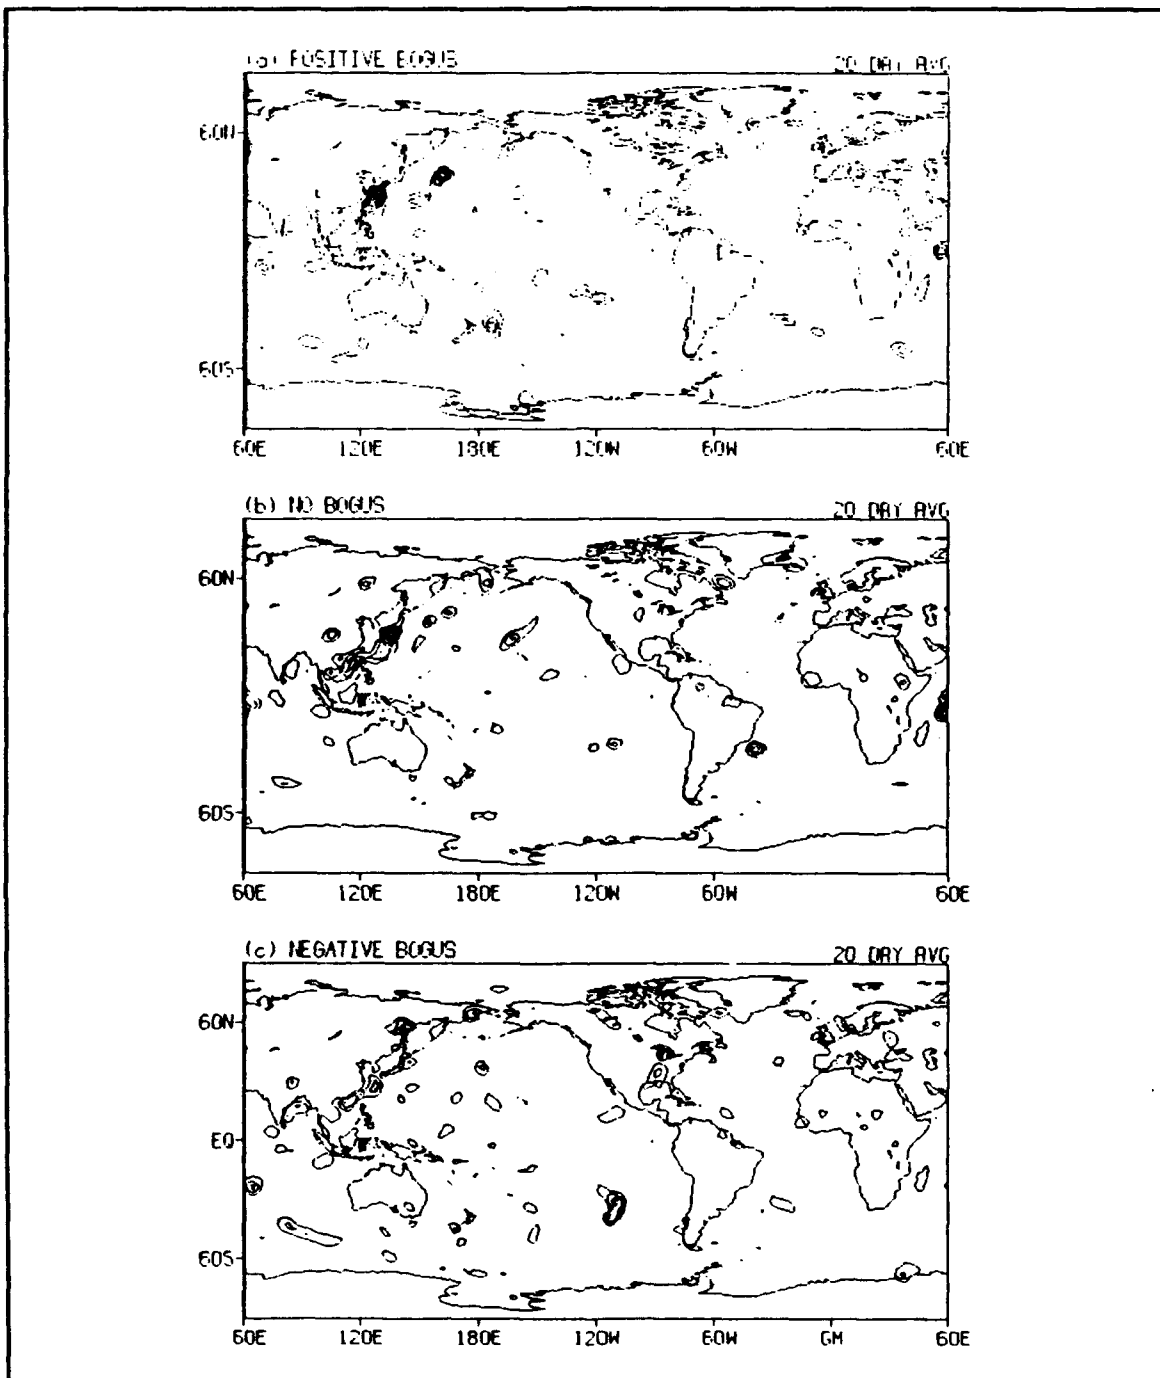 (a) POSITIVE BOGUS 20 DAY AVG
60N
60S
60E 120E 180E 120W 60W 60E
(b) NO BOGUS 20 DAY AVG
60N
60S
60E 120E 180E 120W 60W 60E
(c) NEGATIVE BOGUS 20 DAY AVG
60N
EQ
60S
60E 120E 180E 120W 60W GM 60E